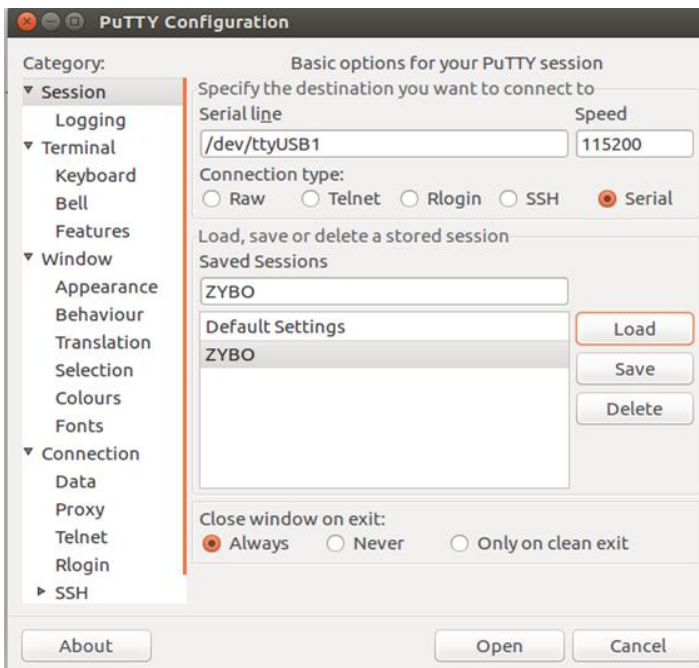 PuTTY Configuration
Category:
Session
Logging
Terminal
Keyboard
Bell
Features
Window
Appearance
Behaviour
Translation
Selection
Colours
Fonts
Connection
Data
Proxy
Telnet
Rlogin
SSH
Basic options for your PuTTY session
Specify the destination you want to connect to
Serial line Speed
/dev/ttyUSB1 115200
Connection type:
Raw Telnet Rlogin SSH Serial
Load, save or delete a stored session
Saved Sessions
ZYBO
Default Settings
ZYBO
Load
Save
Delete
Close window on exit:
Always Never Only on clean exit
About Open Cancel